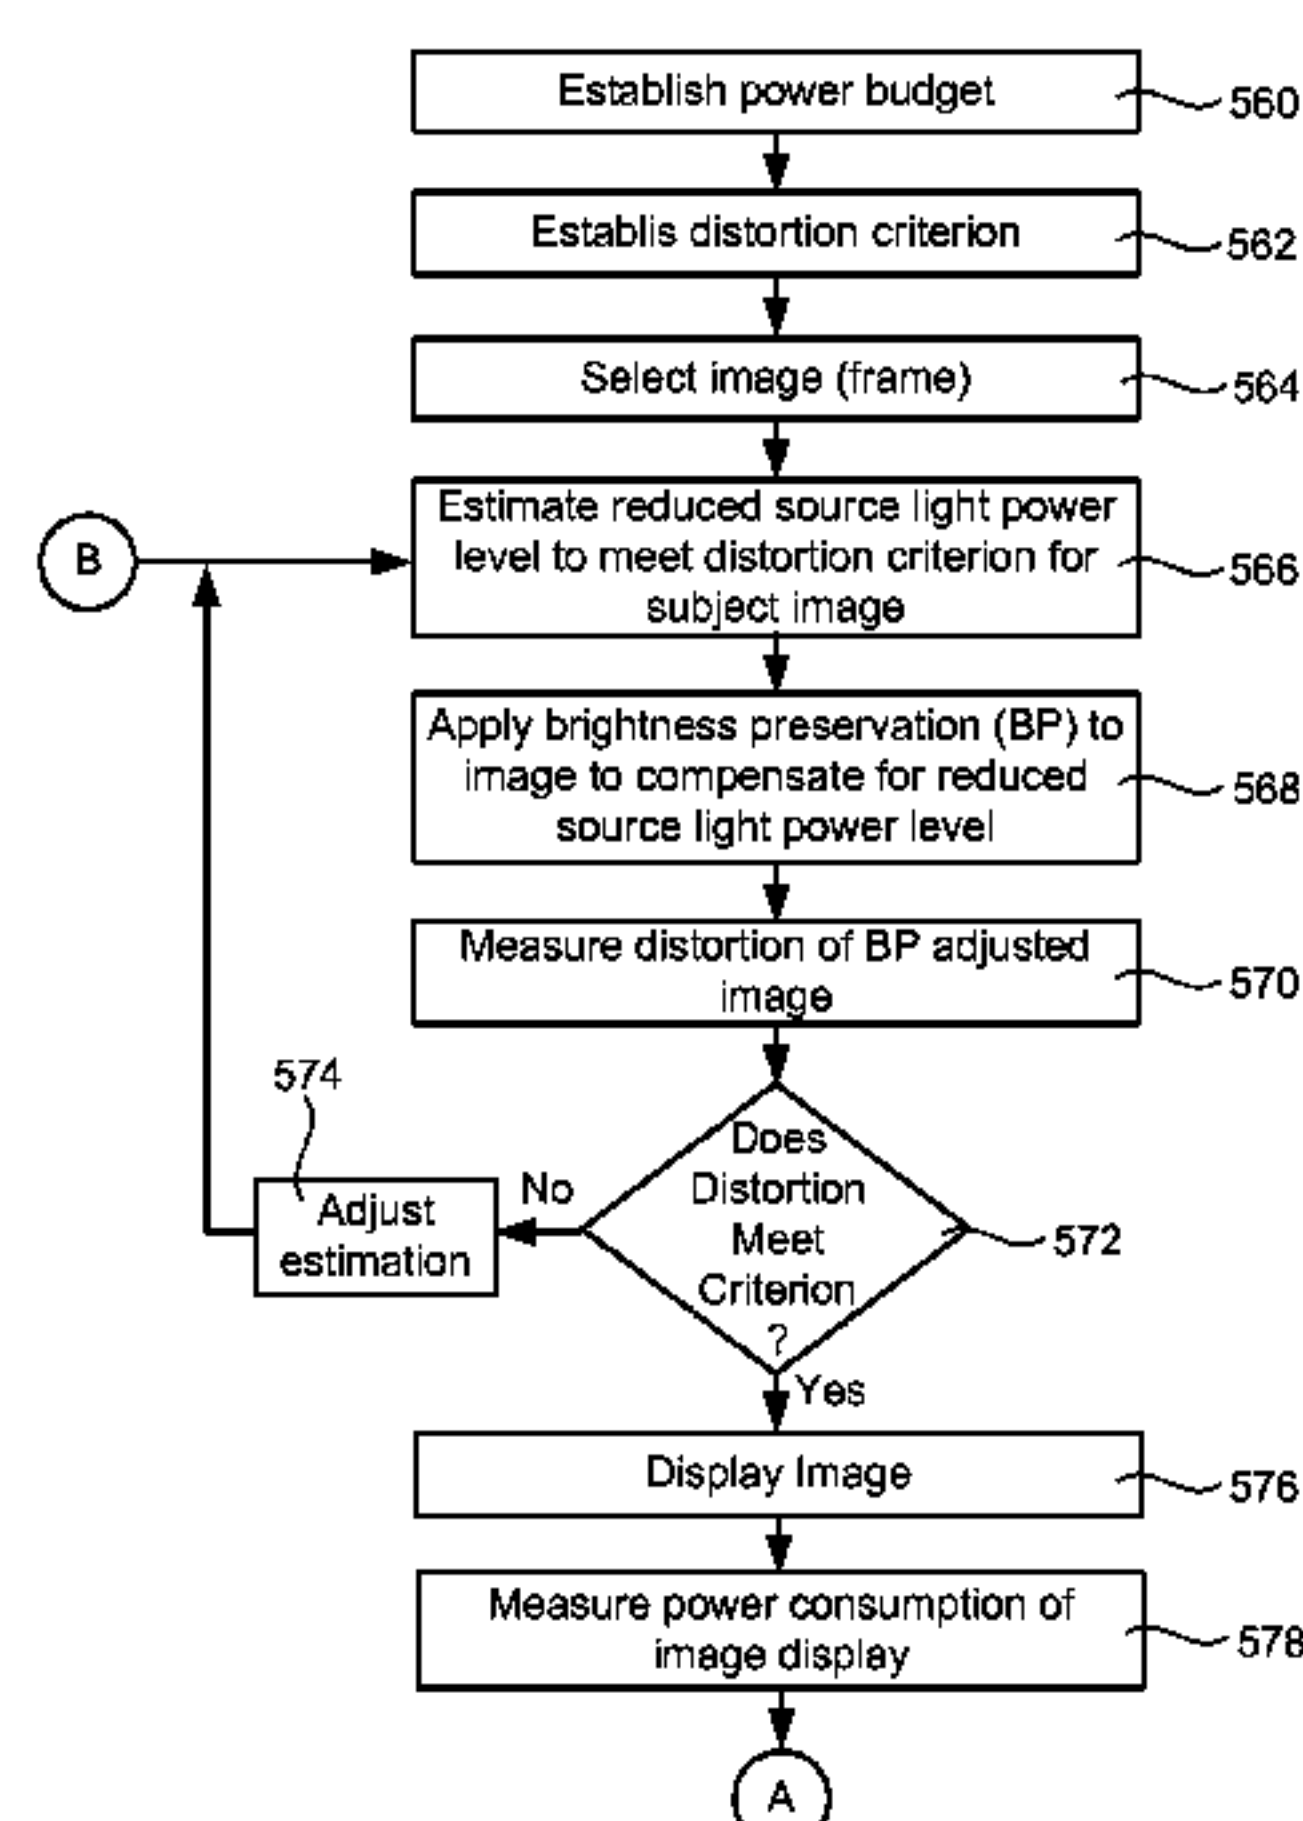 Establish power budget
560
Establis distortion criterion
562
Select image (frame)
564
Estimate reduced source light power
level to meet distortion criterion for
subject image
566
B
Apply brightness preservation (BP) to
image to compensate for reduced
source light power level
568
Measure distortion of BP adjusted
image
570
574
Adjust
estimation
No
Does
Distortion
Meet
Criterion
?
572
Yes
Display Image
576
Measure power consumption of
image display
578
A